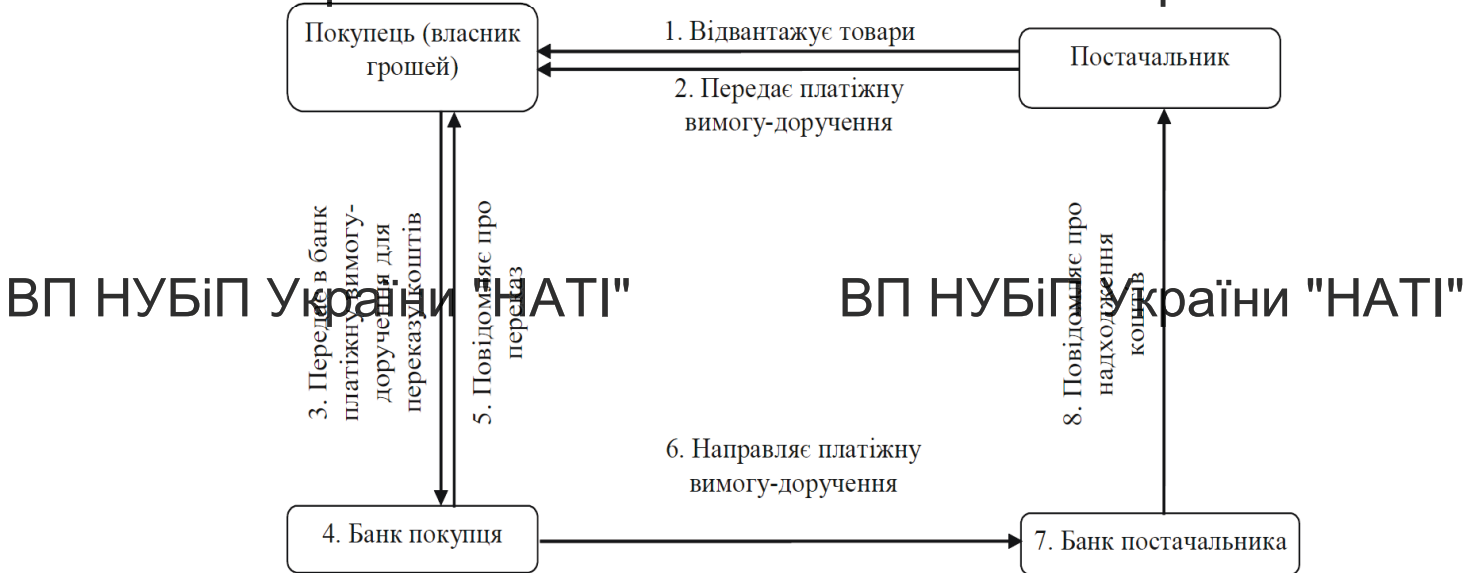 Покупець (власник
грошей)
1. Відвантажує товари
2. Передає платіжну
вимогу-доручення
Постачальник
3. Передає в банк
платіжну вимогу-
доручення для
переказу коштів
5. Повідомляє про
переказ
8. Повідомляє про
надходження
коштів
ВП НУБіП України "НАТІ"
ВП НУБіП України "НАТІ"
6. Направляє платіжну
вимогу-доручення
4. Банк покупця
7. Банк постачальника